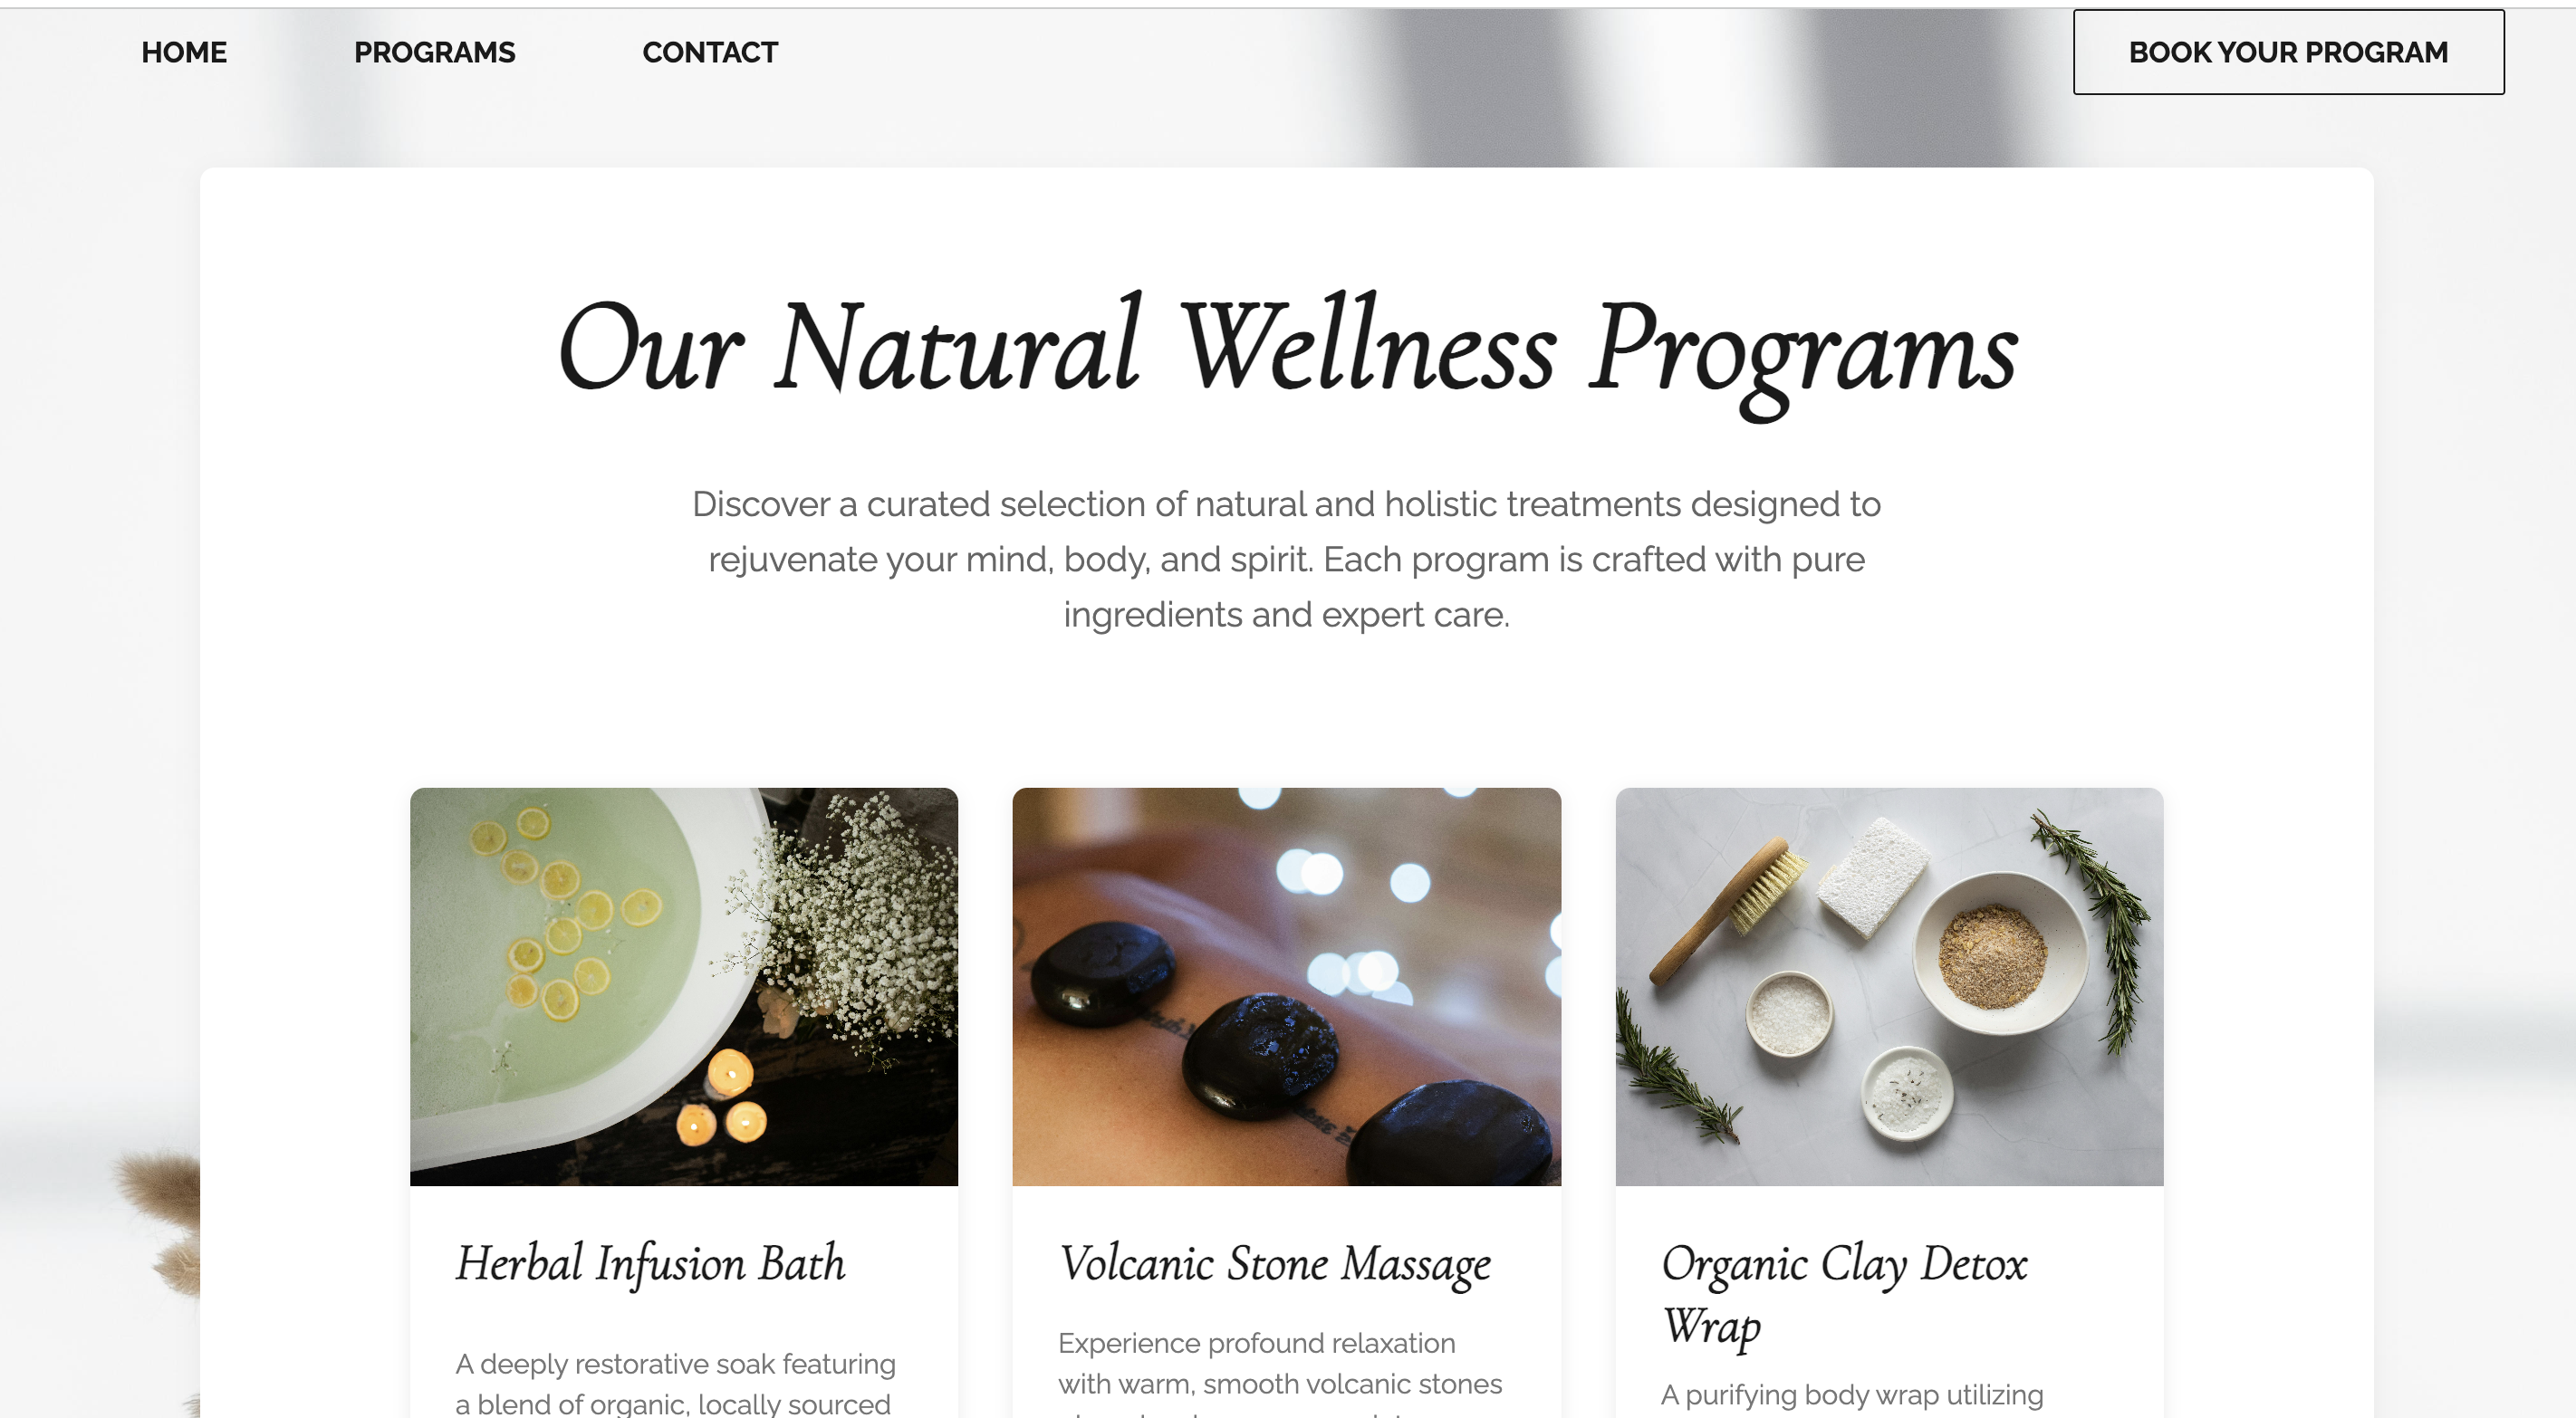 HOME
PROGRAMS
CONTACT
BOOK YOUR PROGRAM
Our Natural Wellness Programs
Discover a curated selection of natural and holistic treatments designed to
rejuvenate your mind, body, and spirit. Each program is crafted with pure
ingredients and expert care.
Herbal Infusion Bath
A deeply restorative soak featuring
a blend of organic, locally sourced
Volcanic Stone Massage
Experience profound relaxation
with warm, smooth volcanic stones
Organic Clay Detox
Wrap
A purifying body wrap utilizing